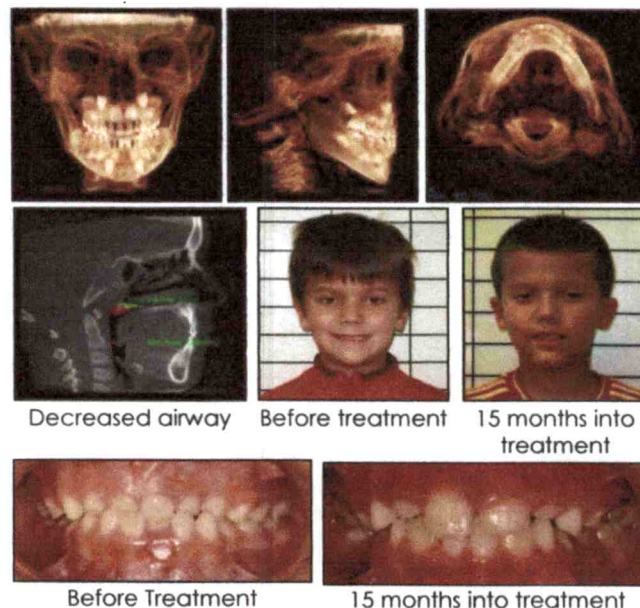 Decreased airway
Before treatment
15 months into
treatment
Before Treatment
15 months into treatment